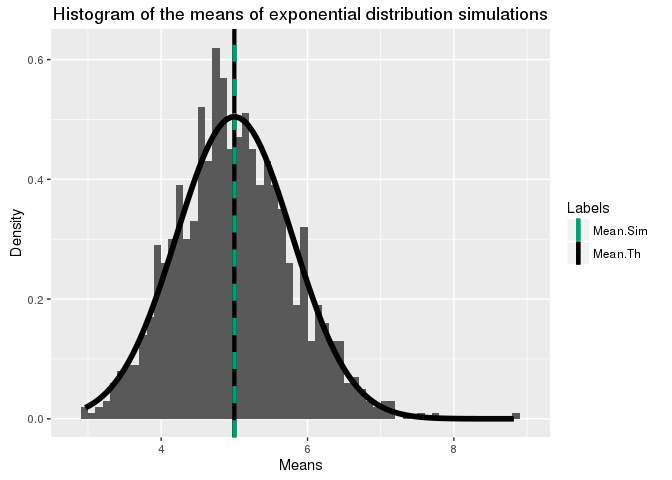 Histogram of the means of exponential distribution simulations
0.6
0.4
0.2
0.0
Density
4
6
8
Means
Labels
Mean.Sim
Mean.Th